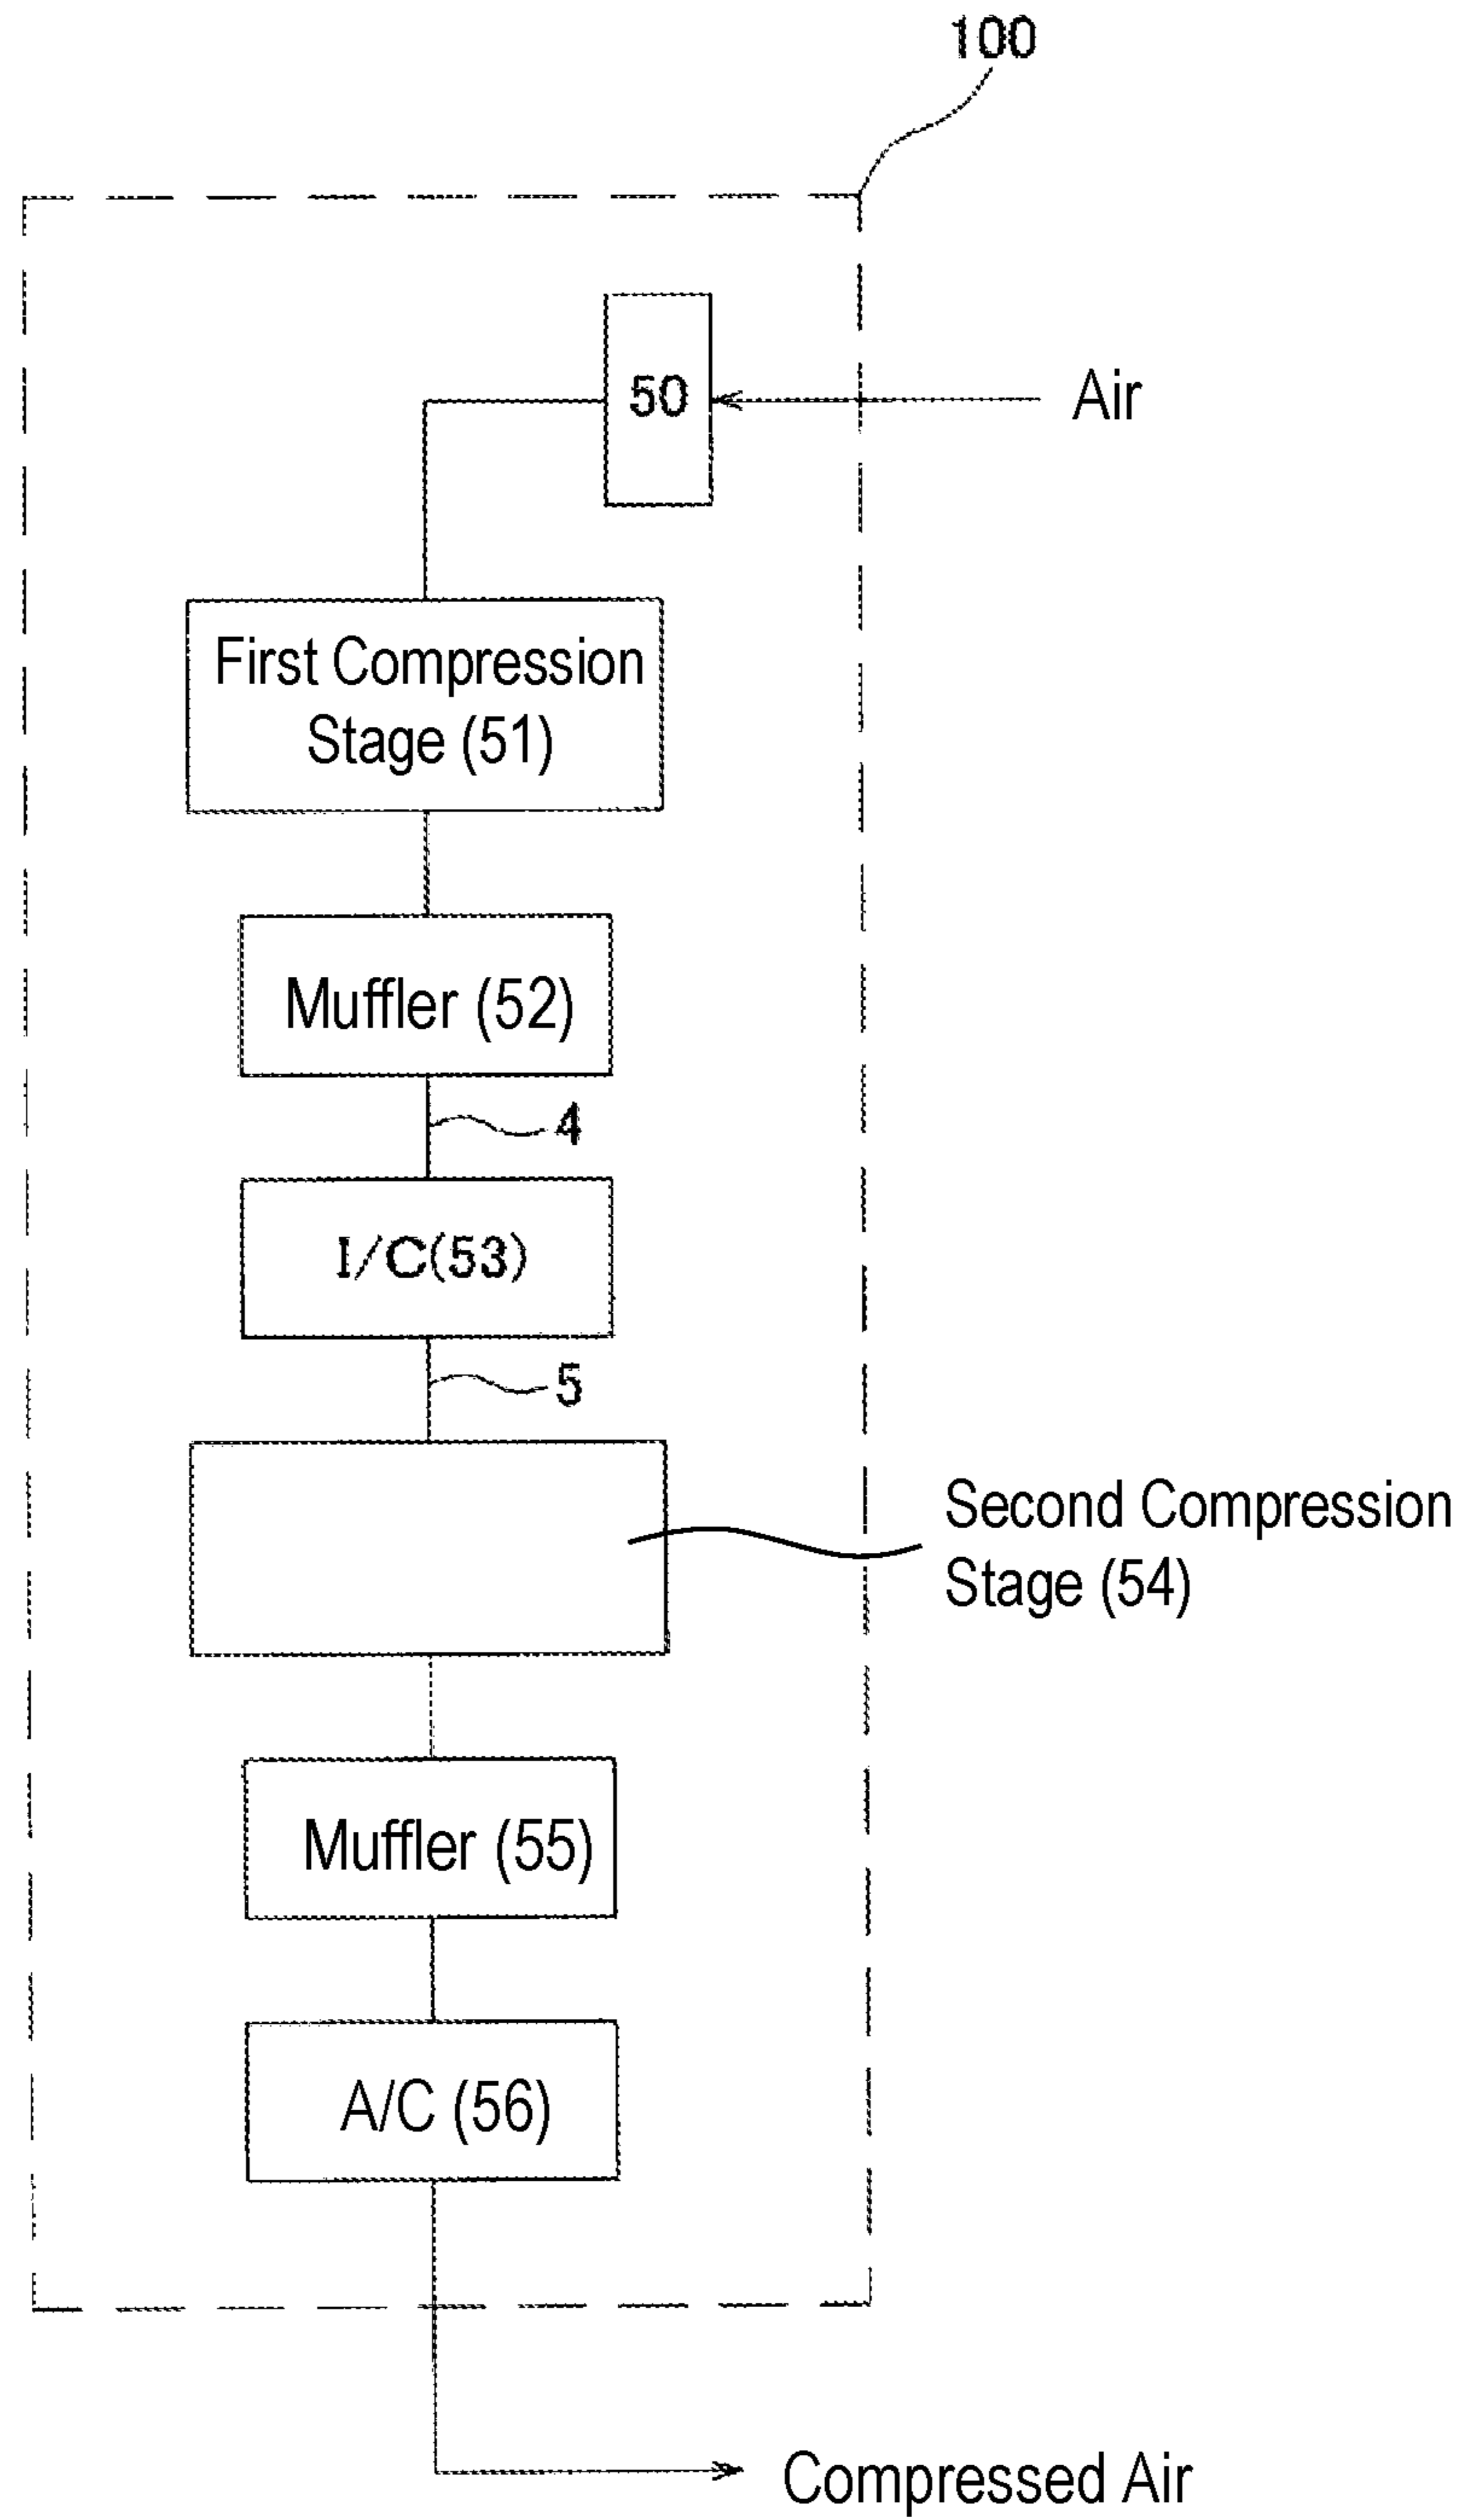 100
50
Air
First Compression
Stage (51)
Muffler (52)
4
I/C(53)
5
Second Compression
Stage (54)
Muffler (55)
A/C (56)
Compressed Air